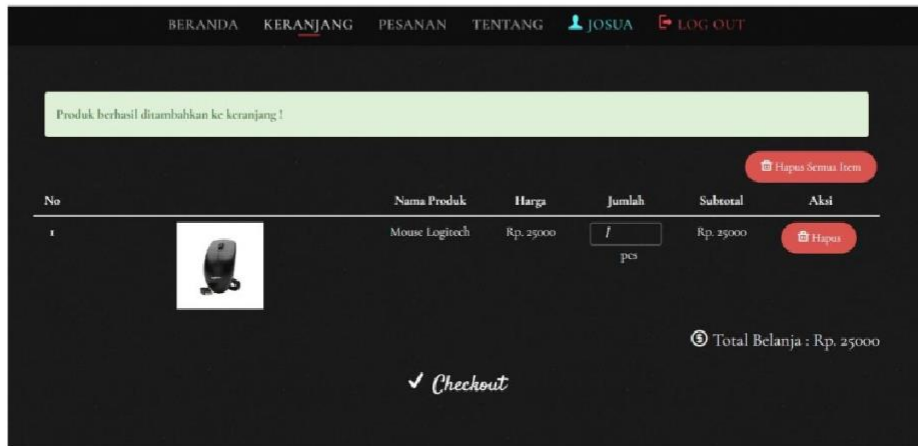 BERANDA KERANJANG PESANAN TENTANG JOSUA LOG OUT
Produk berhasil ditambahkan ke keranjang !
Hapus Semua Item
No Nama Produk Harga Jumlah Subtotal Aksi
1 Mouse Logitech Rp. 25000 1 Rp. 25000 Hapus
pcs
Total Belanja : Rp. 25000
Checkout